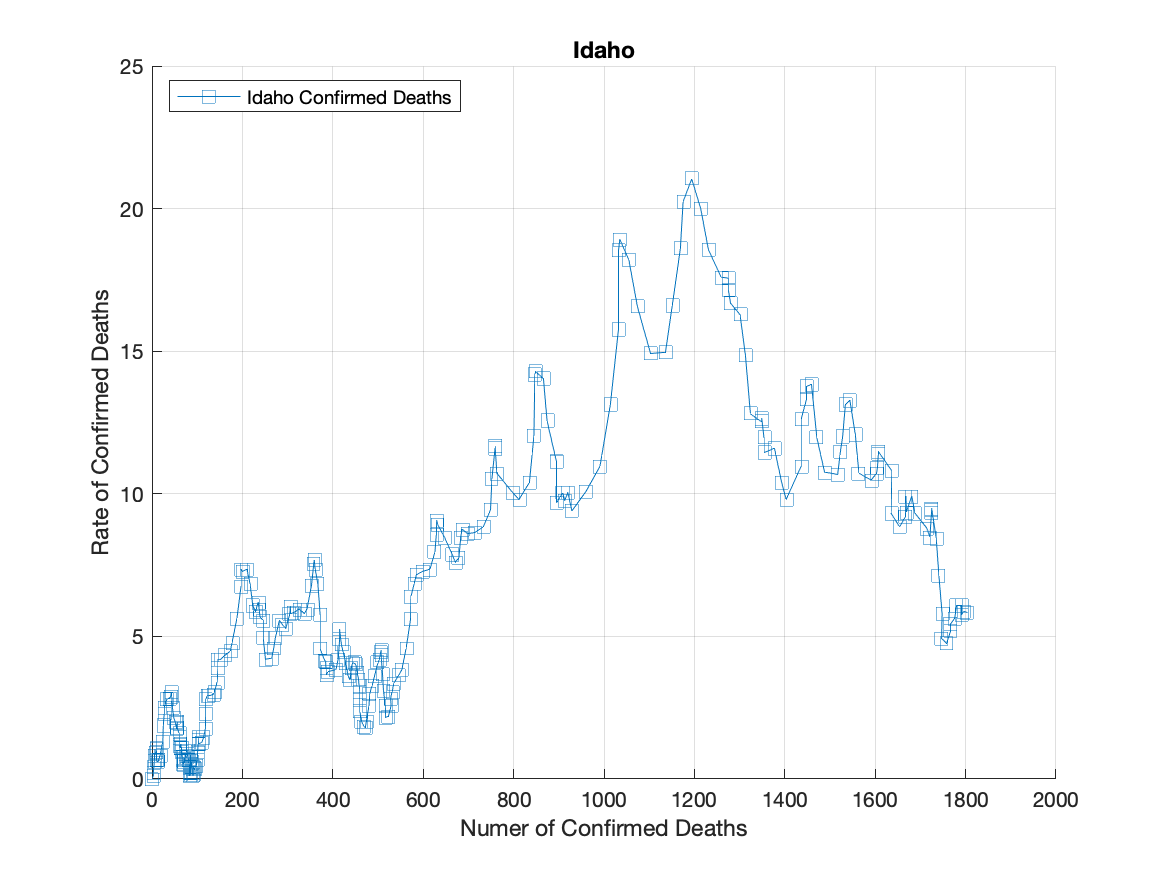 Idaho
Idaho Confirmed Deaths
25
20
15
10
5
0
Rate of Confirmed Deaths
0 200 400 600 800 1000 1200 1400 1600 1800 2000
Numer of Confirmed Deaths